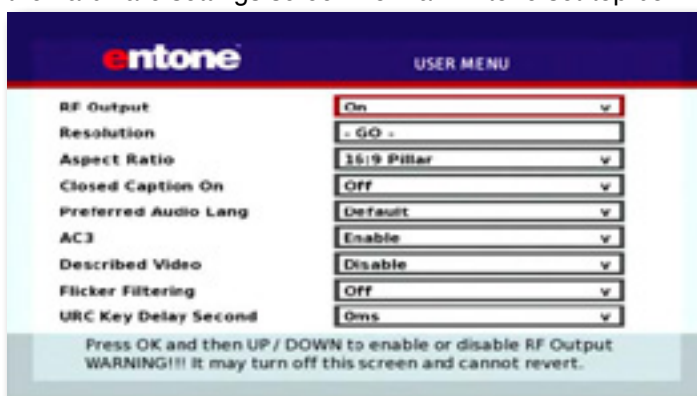 entone USER MENU
RF Output On v
Resolution - GO -
Aspect Ratio 16:9 Pillar v
Closed Caption On Off v
Preferred Audio Lang Default v
AC3 Enable v
Described Video Disable v
Flicker Filtering Off v
URC Key Delay Second 0ms v
Press OK and then UP / DOWN to enable or disable RF Output
WARNING!!! It may turn off this screen and cannot revert.